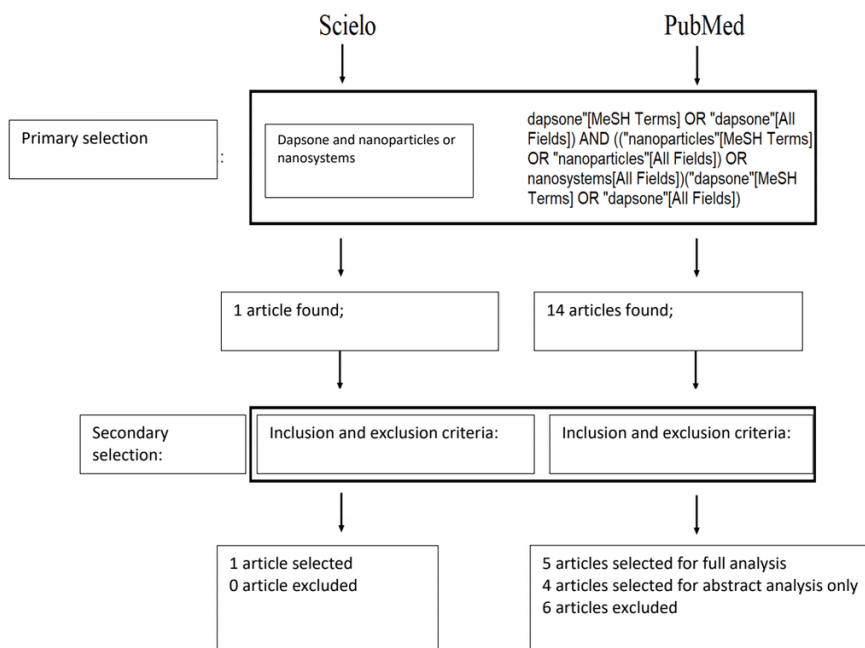 Scielo
PubMed
Primary selection
:
Dapsone and nanoparticles or
nanosystems
dapsone"[MeSH Terms] OR "dapsone"[All
Fields]) AND (("nanoparticles"[MeSH Terms]
OR "nanoparticles"[All Fields]) OR
nanosystems[All Fields])("dapsone"[MeSH
Terms] OR "dapsone"[All Fields])
1 article found;
14 articles found;
Secondary
selection:
Inclusion and exclusion criteria:
Inclusion and exclusion criteria:
1 article selected
0 article excluded
5 articles selected for full analysis
4 articles selected for abstract analysis only
6 articles excluded